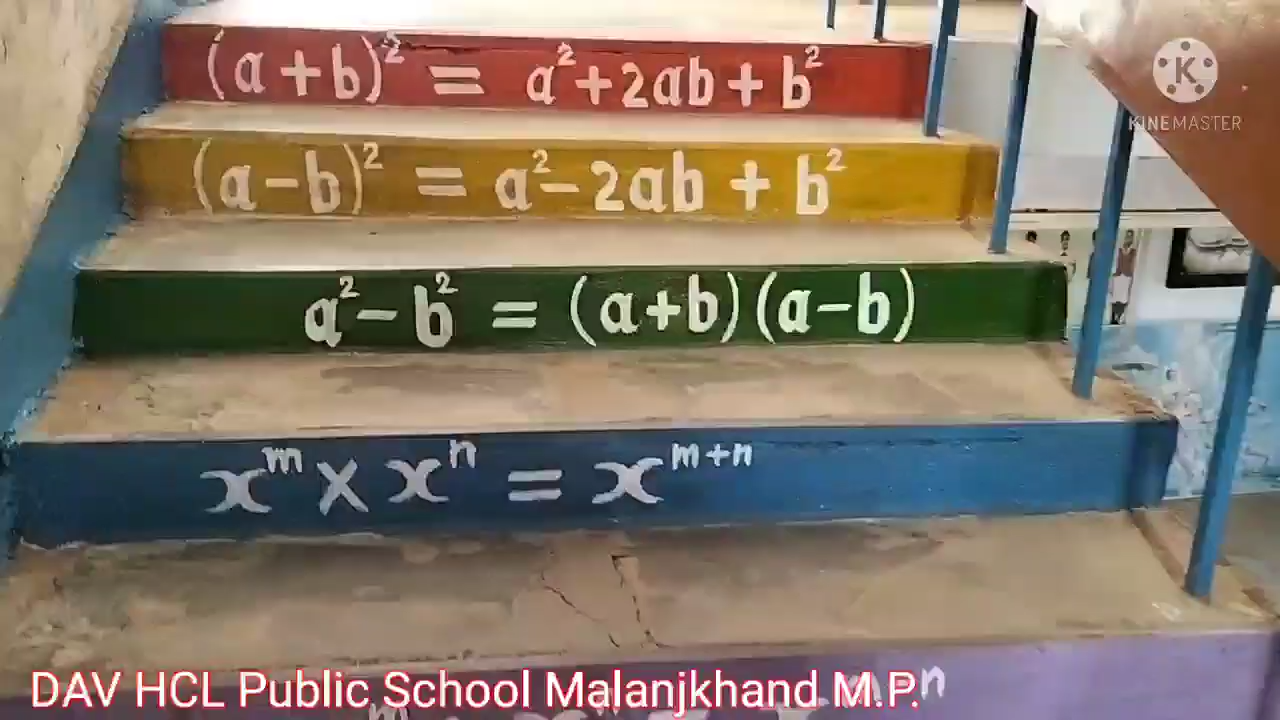 (a+b)² = a²+2ab+b²
K
KINEMASTER
(a-b)² = a²-2ab+b²
a²-b² = (a+b)(a-b)
xᵐ × xⁿ = xᵐ⁺ⁿ
DAV HCL Public School Malanjkhand M.P.